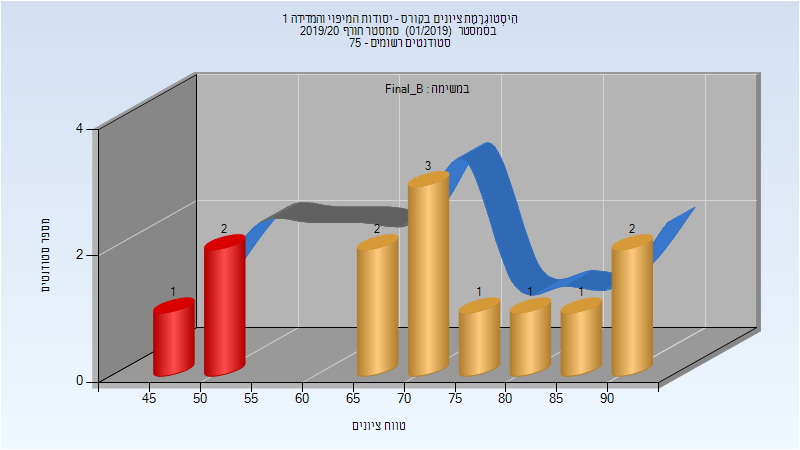 היסטוגרמת ציונים בקורס - יסודות המיפוי והמדידה 1
בסמסטר (01/2019) סמסטר חורף 2019/20
סטודנטים רשומים - 75
במשימה : Final_B
4
2
0
מספר סטודנטים
1
2
2
3
1
1
1
2
45 50 55 60 65 70 75 80 85 90
טווח ציונים